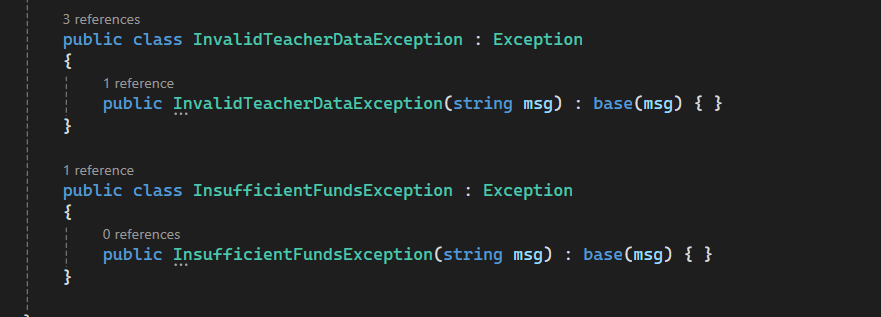 3 references
public class InvalidTeacherDataException : Exception
{
1 reference
public InvalidTeacherDataException(string msg) : base(msg) { }
}
1 reference
public class InsufficientFundsException : Exception
{
0 references
public InsufficientFundsException(string msg) : base(msg) { }
}